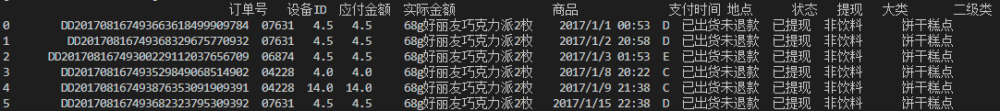 订单号 设备ID 应付金额 实际金额 商品 支付时间 地点 状态 提现 大类 二级类
0 DD201708167493663618499909784 07631 4.5 4.5 68g好丽友巧克力派2枚 2017/1/1 00:53 D 已出货未退款 已提现 非饮料 饼干糕点
1 DD20170816749368329675770932 07631 4.5 4.5 68g好丽友巧克力派2枚 2017/1/2 20:58 D 已出货未退款 已提现 非饮料 饼干糕点
2 DD201708167493002291120376567​09 06874 4.5 4.5 68g好丽友巧克力派2枚 2017/1/3 01:53 E 已出货未退款 已提现 非饮料 饼干糕点
3 DD201708167493529849068514902 04228 4.0 4.0 68g好丽友巧克力派2枚 2017/1/8 20:22 C 已出货未退款 已提现 非饮料 饼干糕点
4 DD201708167493876353091909391 04228 14.0 14.0 68g好丽友巧克力派2枚 2017/1/9 21:38 C 已出货未退款 已提现 非饮料 饼干糕点
5 DD201708167493682323795309392 07631 4.5 4.5 68g好丽友巧克力派2枚 2017/1/15 22:38 D 已出货未退款 已提现 非饮料 饼干糕点